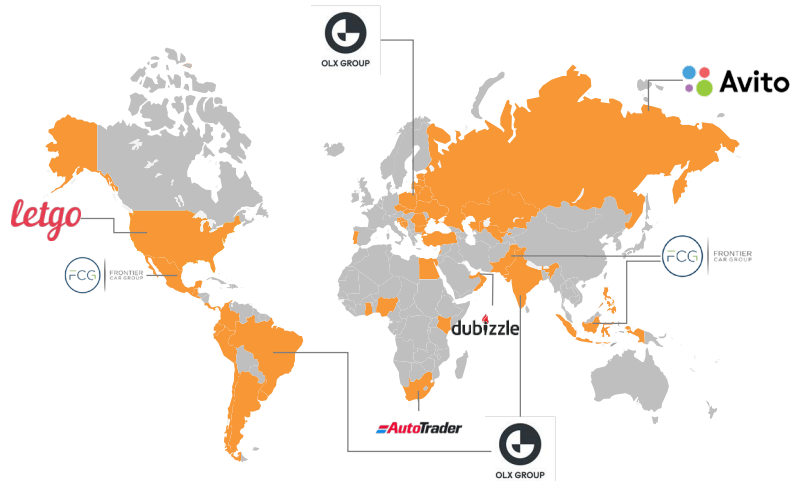 OLX GROUP
Avito
letgo
FCG
FRONTIER
CAR GROUP
FCG
FRONTIER
CAR GROUP
dubizzle
AutoTrader
OLX GROUP